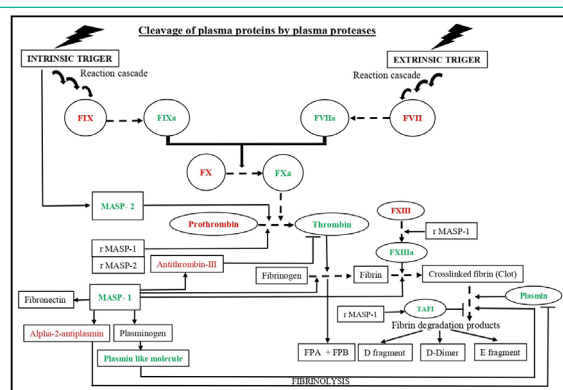 Cleavage of plasma proteins by plasma proteases
INTRINSIC TRIGER
EXTRINSIC TRIGER
Reaction cascade
Reaction cascade
FIX
FIXa
FVIIa
FVII
FX
FXa
MASP- 2
Prothrombin
Thrombin
FXIII
r MASP-1
r MASP-1
r MASP-2
Antithrombin-III
FXIIIa
Fibrinogen
Fibrin
Crosslinked fibrin (Clot)
Fibronectin
MASP- 1
Plasmin
r MASP-1
TAFI
Alpha-2-antiplasmin
Plasminogen
Fibrin degradation products
Plasmin like molecule
FPA + FPB
D fragment
D-Dimer
E fragment
FIBRINOLYSIS